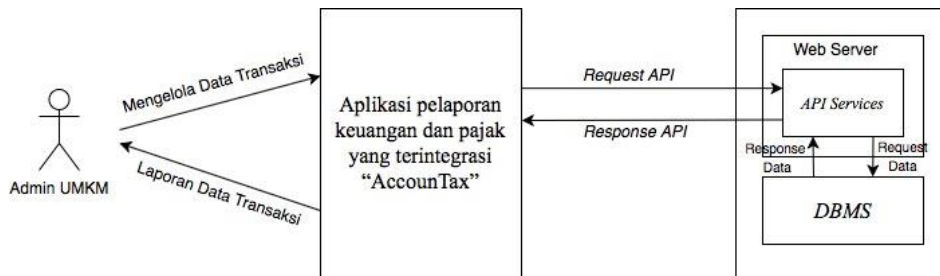 Mengelola Data Transaksi
Laporan Data Transaksi
Admin UMKM
Aplikasi pelaporan
keuangan dan pajak
yang terintegrasi
“AccounTax”
Request API
Response API
Web Server
API Services
Response
Data
Request
Data
DBMS